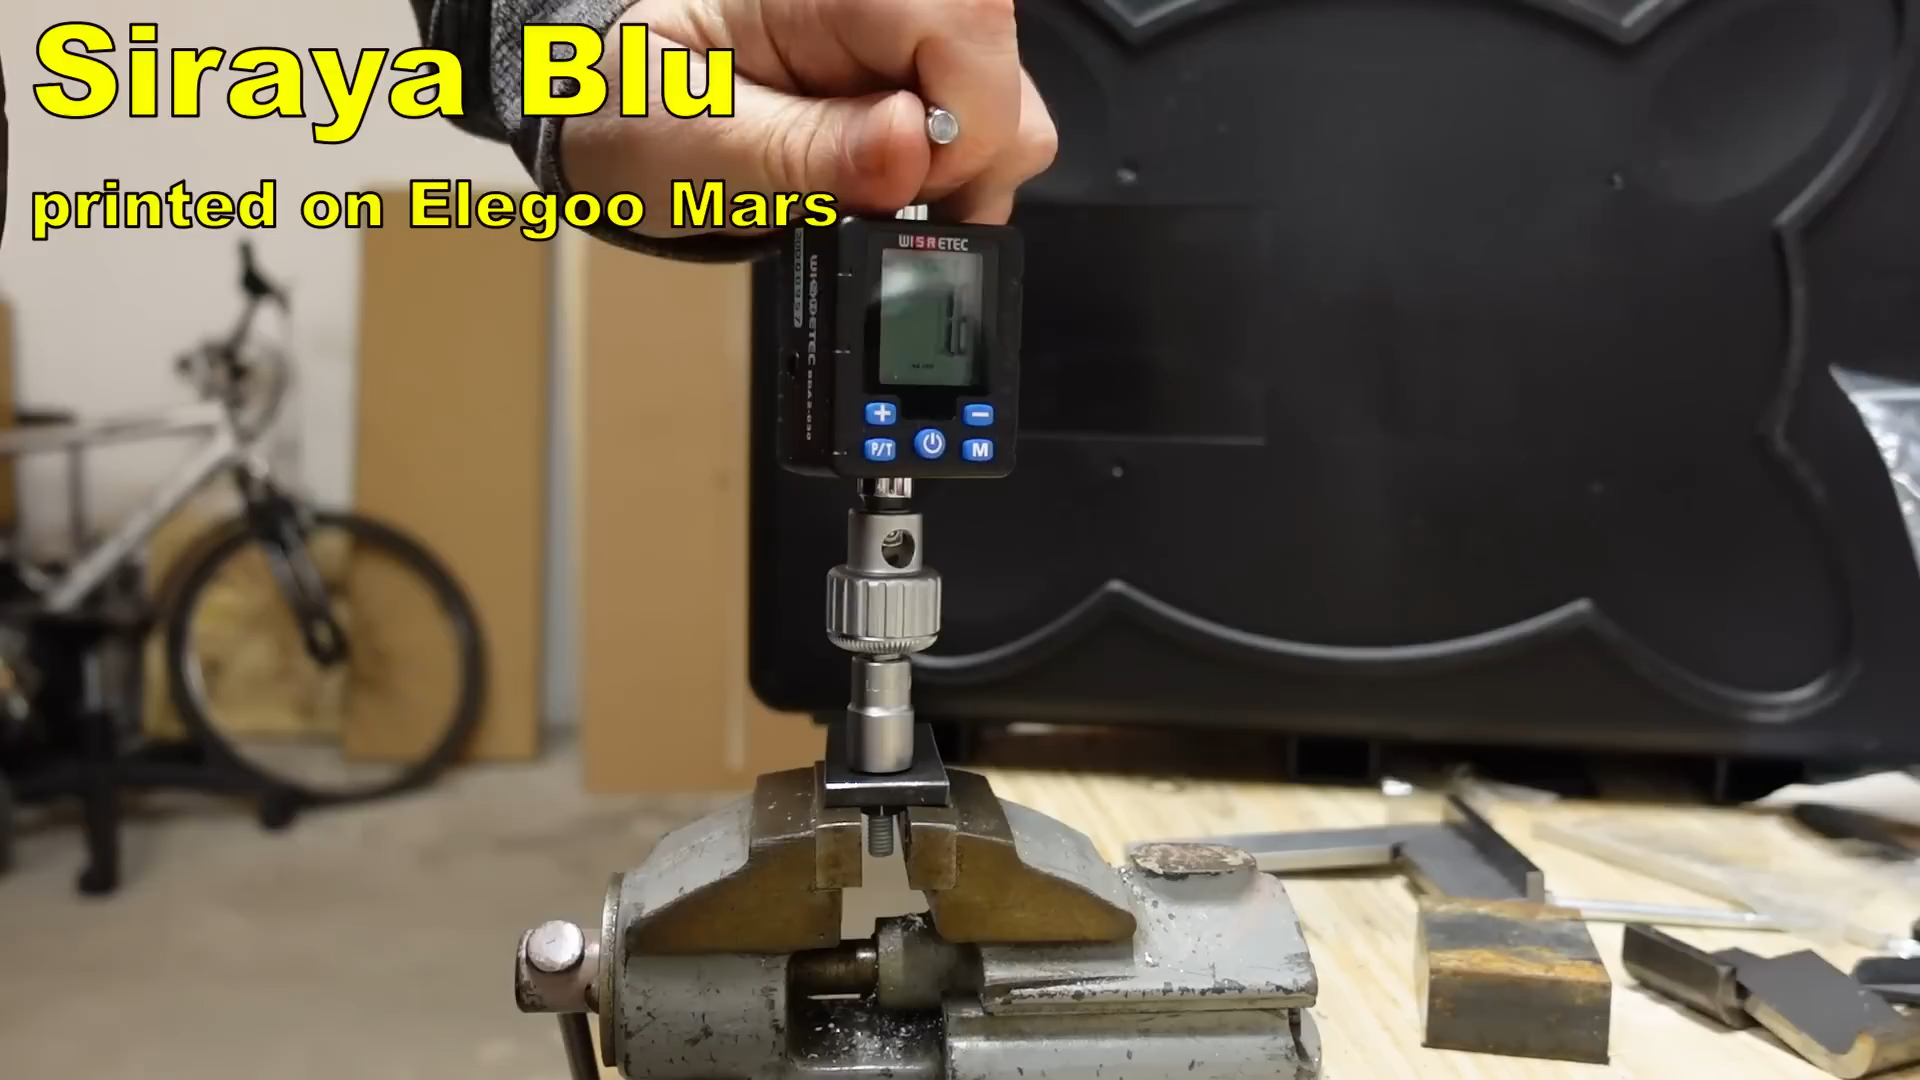 Siraya Blu
printed on Elegoo Mars
WISRETEC
+
−
P/T
M